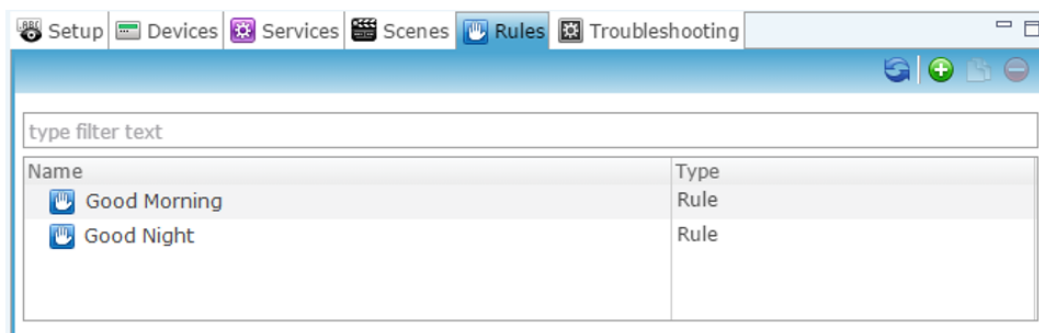 Setup Devices Services Scenes Rules Troubleshooting
type filter text
Name Type
Good Morning Rule
Good Night Rule